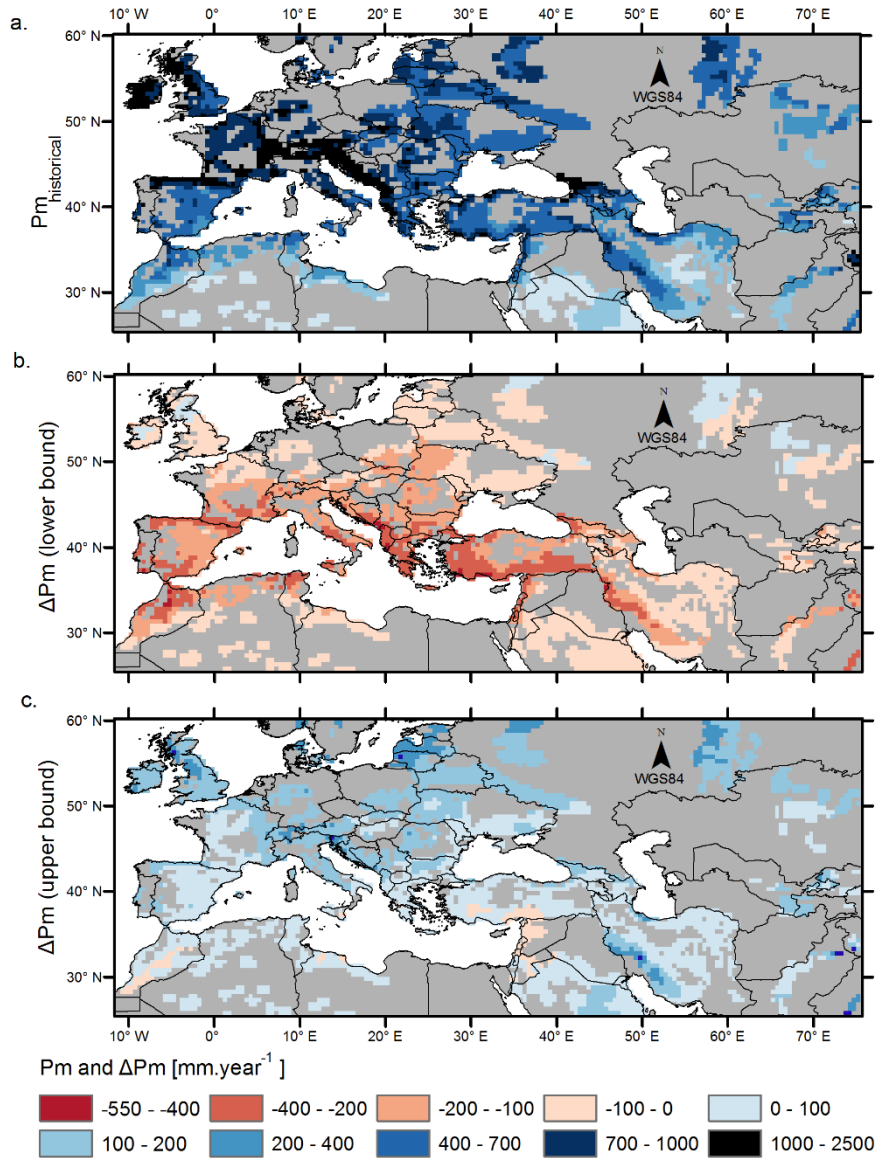 a.
10° W 0° 10° E 20° E 30° E 40° E 50° E 60° E 70° E
60° N
50° N
40° N
30° N
Pm historical
N
WGS84
b.
60° N
50° N
40° N
30° N
ΔPm (lower bound)
N
WGS84
c.
60° N
50° N
40° N
30° N
ΔPm (upper bound)
N
WGS84
10° W 0° 10° E 20° E 30° E 40° E 50° E 60° E 70° E
Pm and ΔPm [mm.year⁻¹ ]
-550 - -400 -400 - -200 -200 - -100 -100 - 0 0 - 100
100 - 200 200 - 400 400 - 700 700 - 1000 1000 - 2500